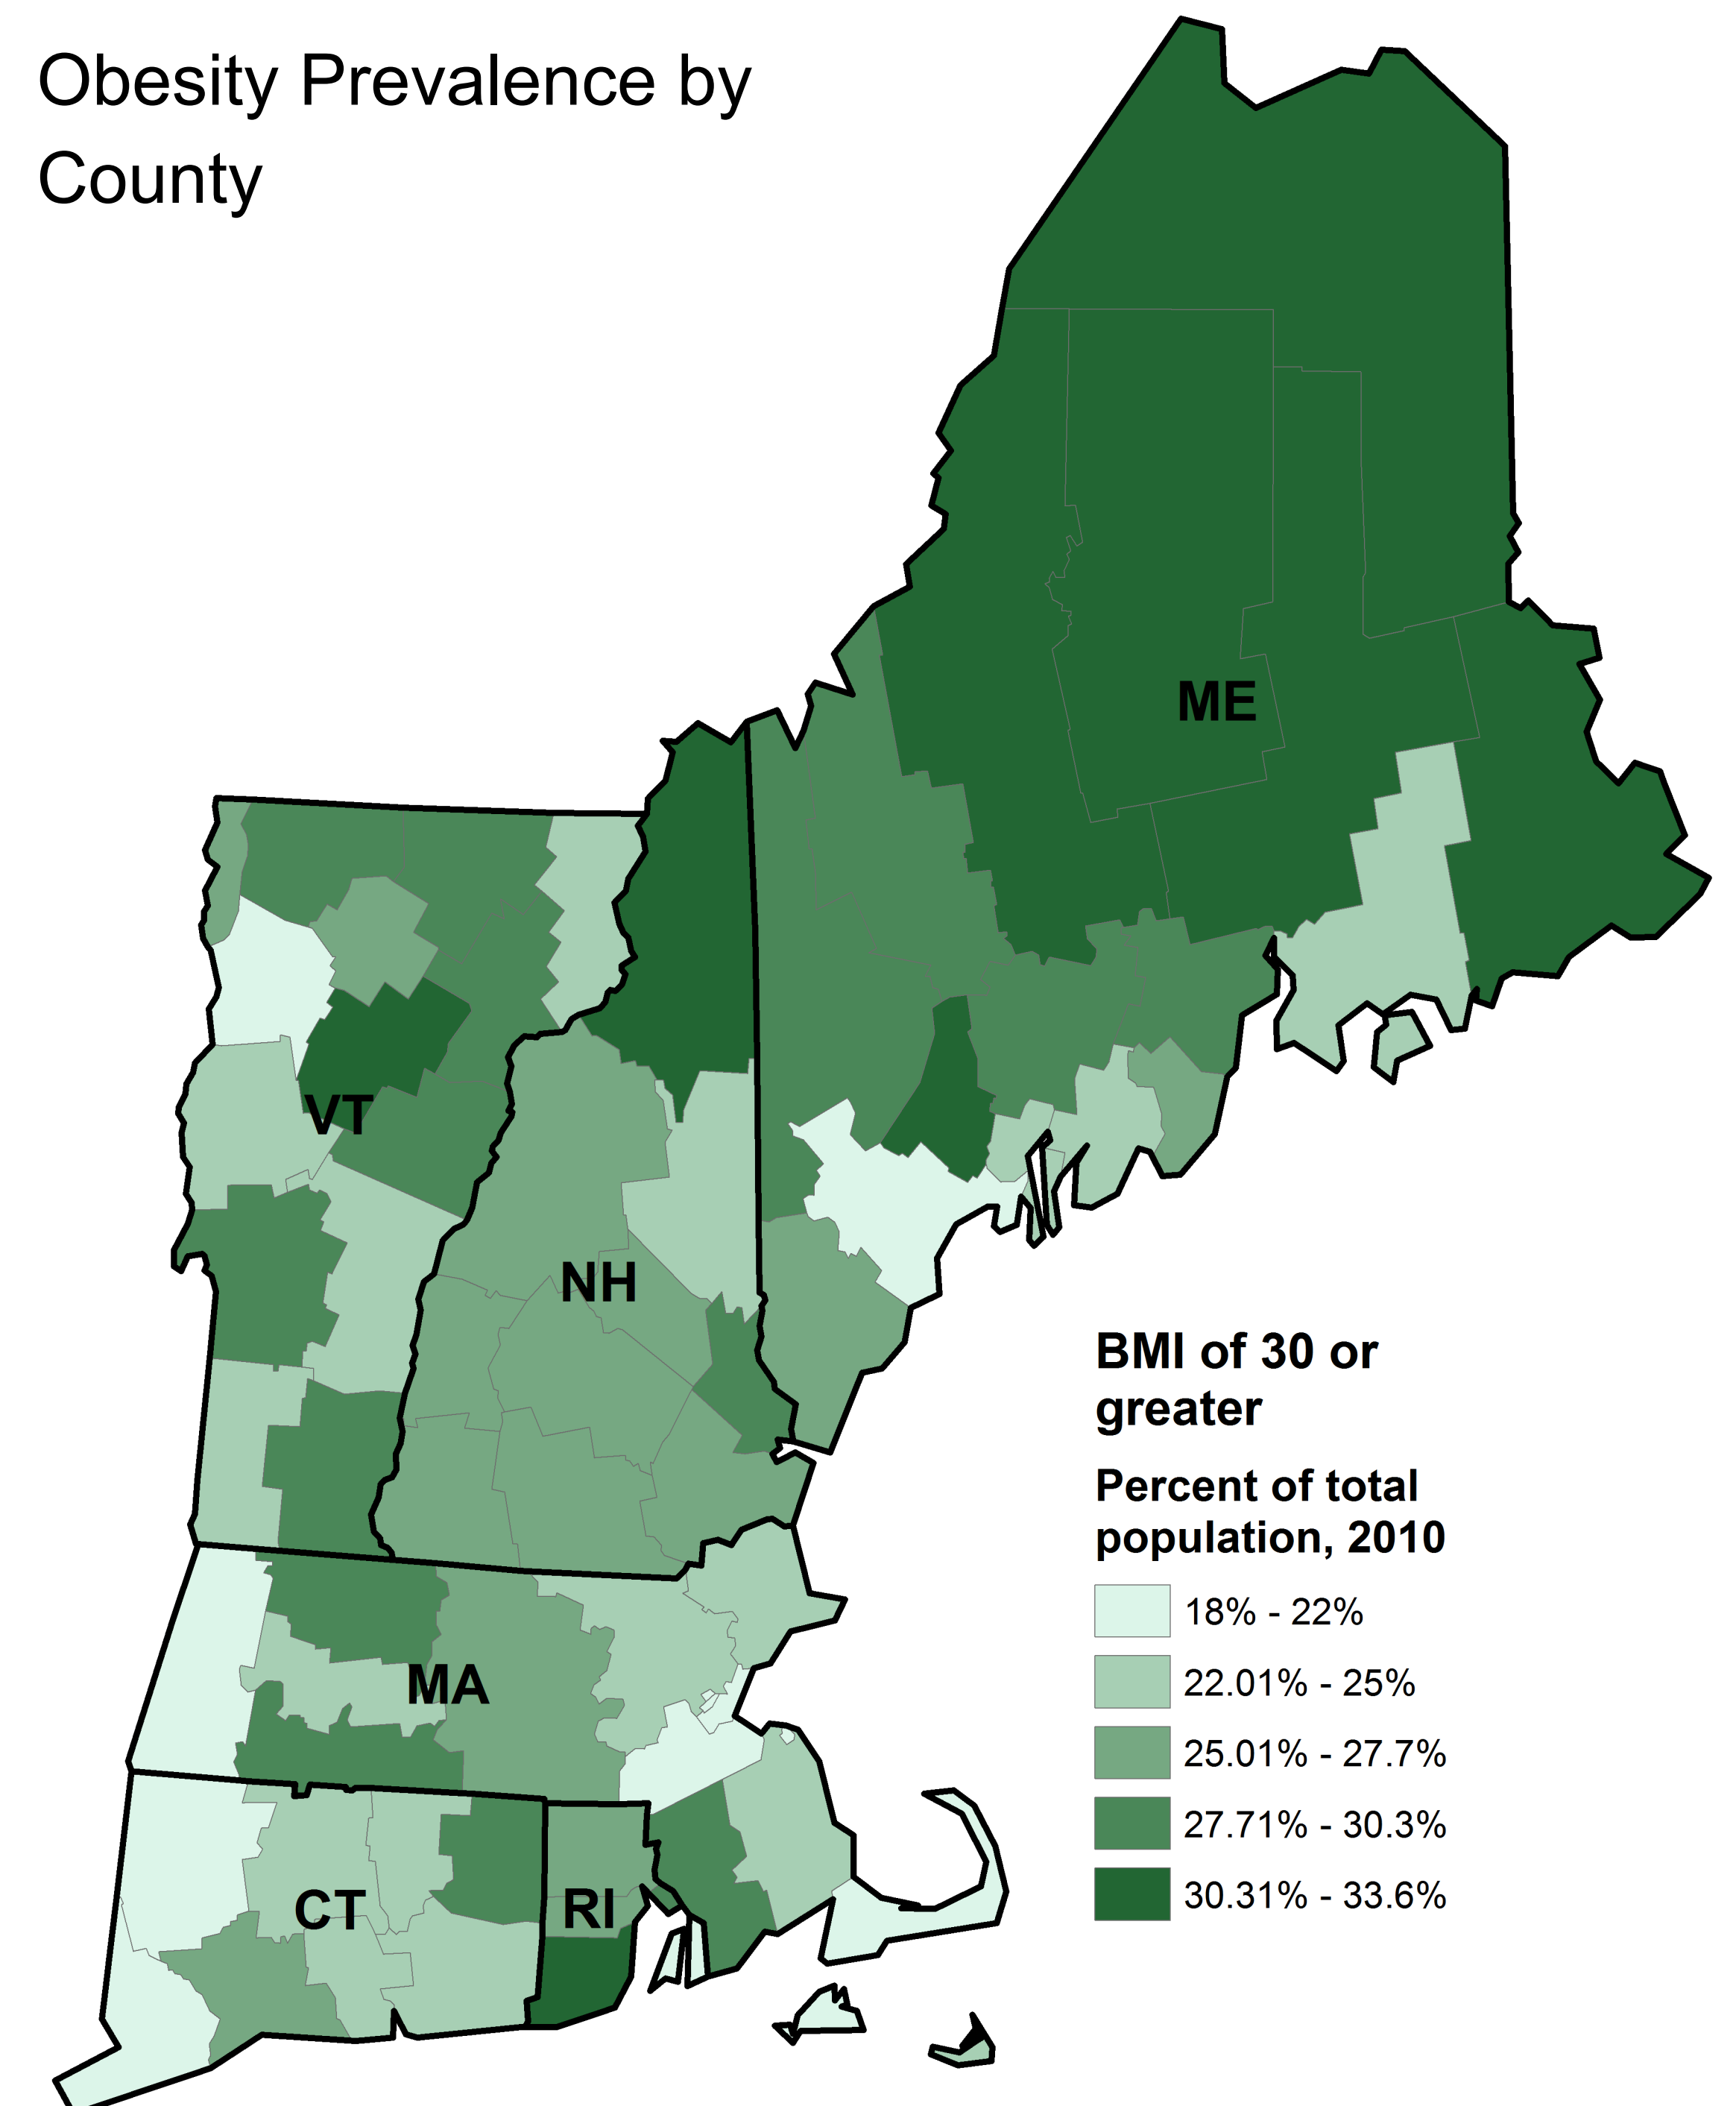 Obesity Prevalence by
County
ME
VT
NH
MA
CT
RI
BMI of 30 or
greater
Percent of total
population, 2010
18% - 22%
22.01% - 25%
25.01% - 27.7%
27.71% - 30.3%
30.31% - 33.6%